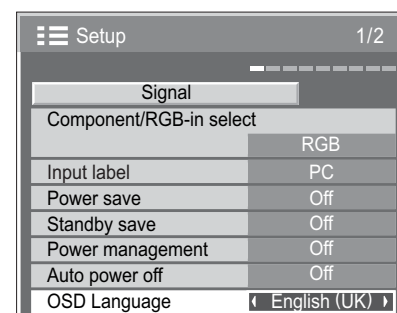 Setup 1/2
Signal
Component/RGB-in select
RGB
Input label PC
Power save Off
Standby save Off
Power management Off
Auto power off Off
OSD Language English (UK)